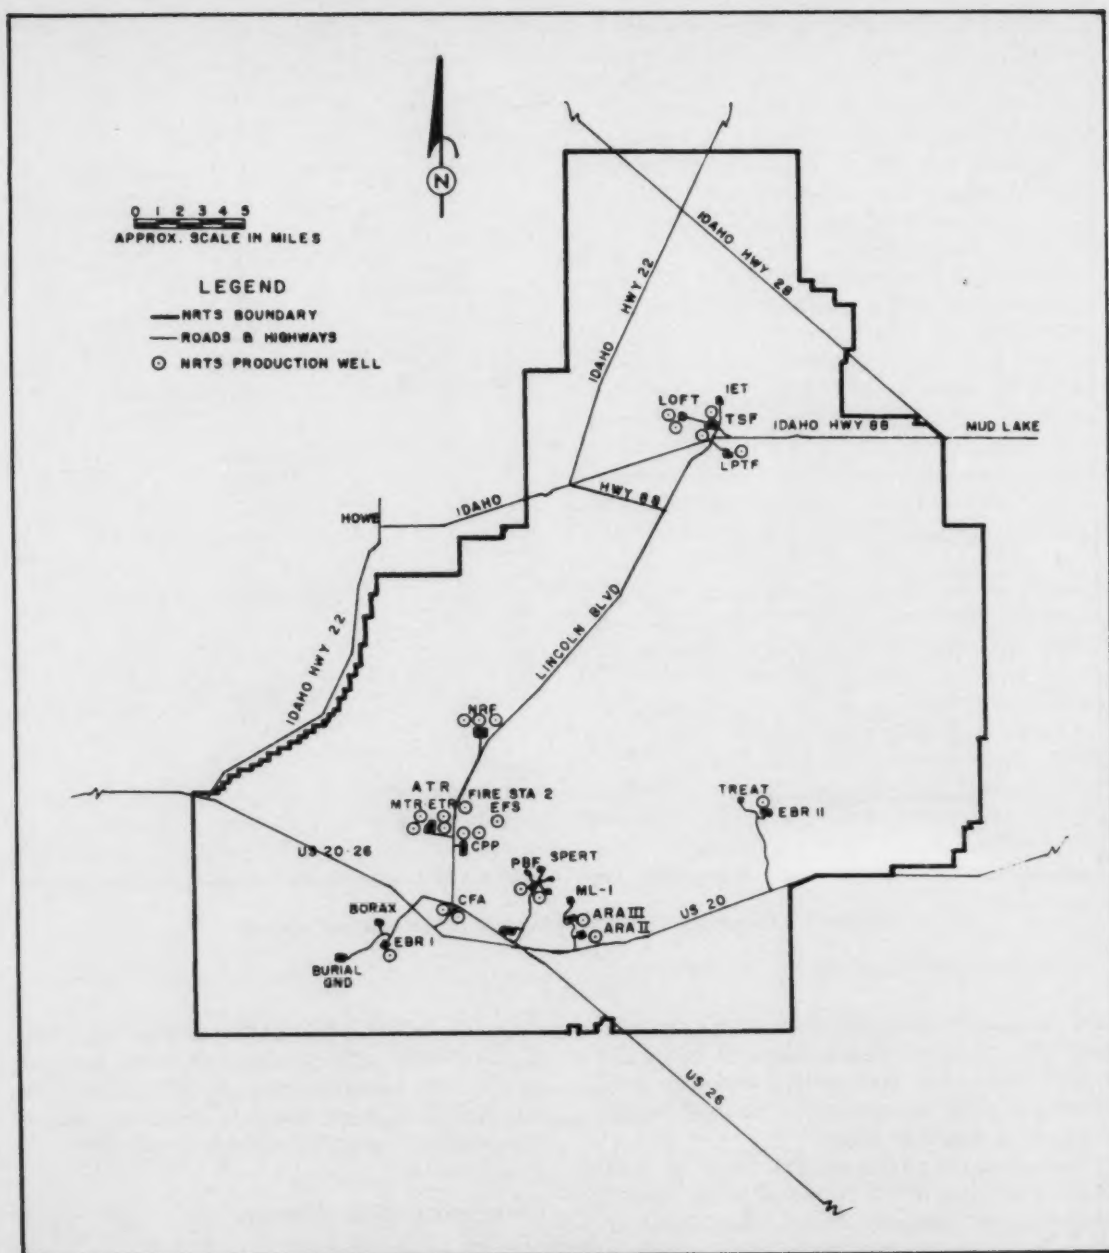 N
0 1 2 3 4 5
APPROX. SCALE IN MILES
LEGEND
NRTS BOUNDARY
ROADS & HIGHWAYS
NRTS PRODUCTION WELL
IDAHO HWY 28
IDAHO HWY 22
LOFT
IET
TSF
IDAHO HWY 88
MUD LAKE
LPTF
HOWE
IDAHO
HWY 88
IDAHO HWY 22
LINCOLN BLVD
NRF
ATR
MTR ETR
FIRE STA 2
EFS
CPP
TREAT
EBR II
US 20-26
PBF
SPERT
ML-1
CFA
ARA III
ARA II
US 20
BORAX
EBR I
BURIAL
GND
US 26